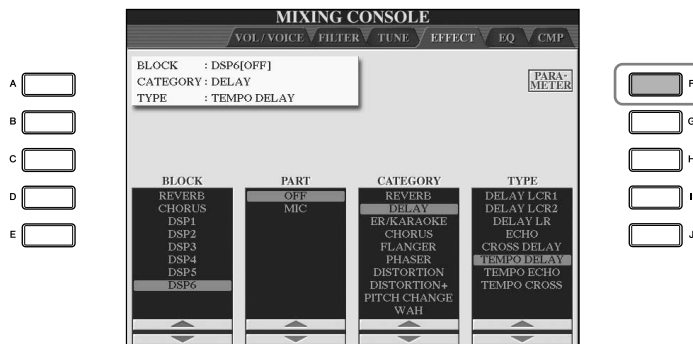 MIXING CONSOLE
VOL / VOICE FILTER TUNE EFFECT EQ CMP
BLOCK : DSP6[OFF]
CATEGORY : DELAY
TYPE : TEMPO DELAY
PARA-
METER
A
B
C
D
E
F
G
H
I
J
BLOCK
REVERB
CHORUS
DSP1
DSP2
DSP3
DSP4
DSP5
DSP6
PART
OFF
MIC
CATEGORY
REVERB
DELAY
ER/KARAOKE
CHORUS
FLANGER
PHASER
DISTORTION
DISTORTION+
PITCH CHANGE
WAH
TYPE
DELAY LCR1
DELAY LCR2
DELAY LR
ECHO
CROSS DELAY
TEMPO DELAY
TEMPO ECHO
TEMPO CROSS